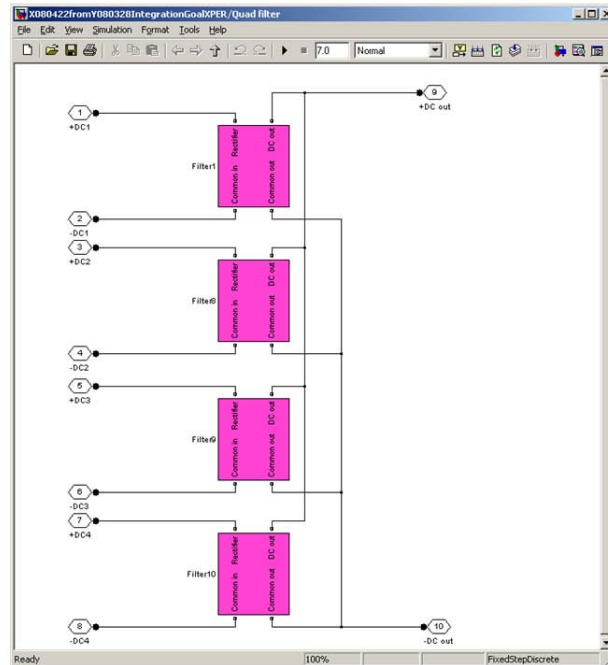 X080422fromY080328IntegrationGoalXPER/Quad filter
File Edit View Simulation Format Tools Help
7.0 Normal
1
+DC1
Filter1
Rectifier
DC out
Common in
Common out
9
+DC out
2
-DC1
3
+DC2
Filter8
Rectifier
DC out
Common in
Common out
4
-DC2
5
+DC3
Filter9
Rectifier
DC out
Common in
Common out
6
-DC3
7
+DC4
Filter10
Rectifier
DC out
Common in
Common out
8
-DC4
10
-DC out
Ready 100% FixedStepDiscrete